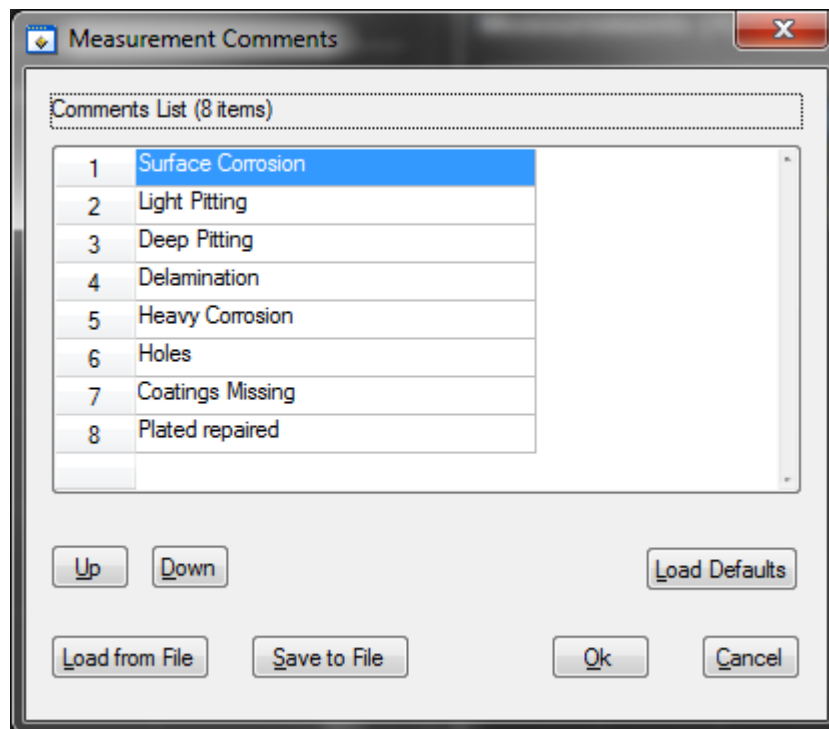 Measurement Comments
Comments List (8 items)
1 Surface Corrosion
2 Light Pitting
3 Deep Pitting
4 Delamination
5 Heavy Corrosion
6 Holes
7 Coatings Missing
8 Plated repaired
Up Down Load Defaults
Load from File Save to File Ok Cancel